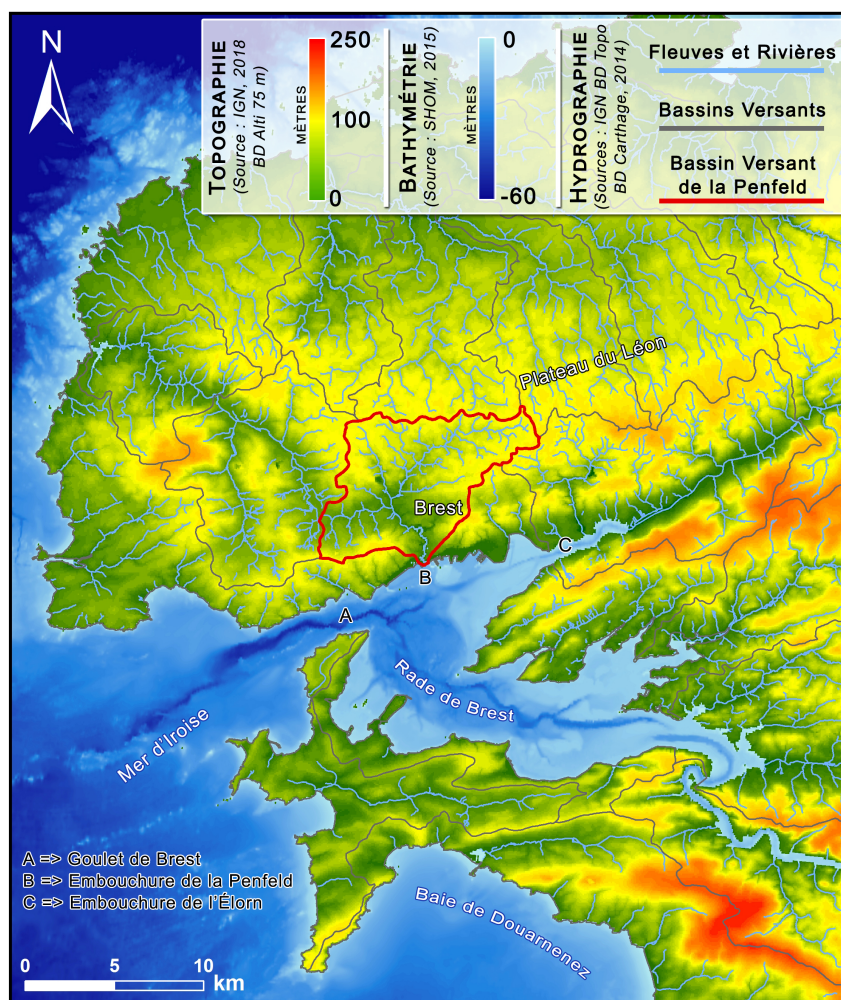 N
TOPOGRAPHIE
(Source : IGN, 2018
BD Alti 75 m)
MÈTRES
250
100
0
BATHYMÉTRIE
(Source : SHOM, 2015)
MÈTRES
0
-60
HYDROGRAPHIE
(Sources : IGN BD Topo
BD Carthage, 2014)
Fleuves et Rivières
Bassins Versants
Bassin Versant
de la Penfeld
Plateau du Léon
Brest
C
B
A
Rade de Brest
Mer d'Iroise
A => Goulet de Brest
B => Embouchure de la Penfeld
C => Embouchure de l'Élorn
Baie de Douarnenez
0 5 10
km